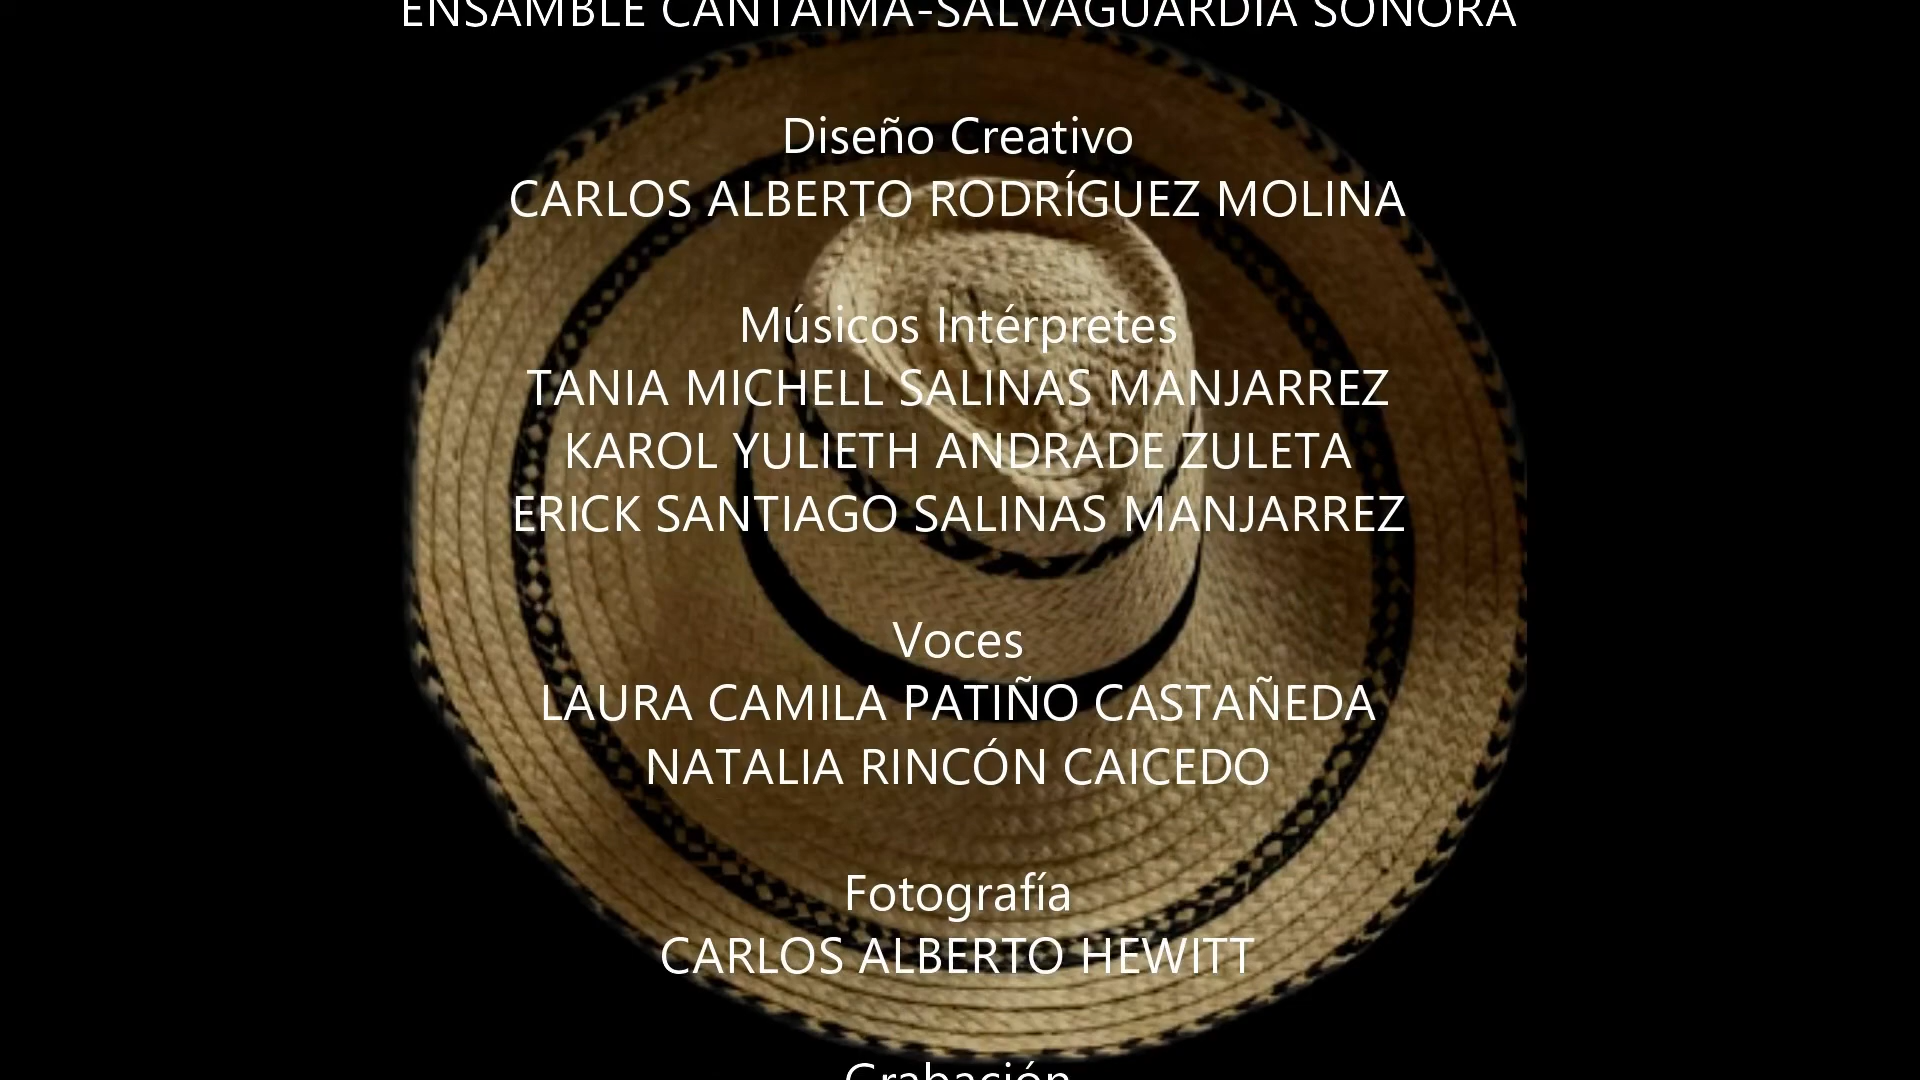 ENSAMBLE CANTAIMA-SALVAGUARDIA SONORA
Diseño Creativo
CARLOS ALBERTO RODRÍGUEZ MOLINA
Músicos Intérpretes
TANIA MICHELL SALINAS MANJARREZ
KAROL YULIETH ANDRADE ZULETA
ERICK SANTIAGO SALINAS MANJARREZ
Voces
LAURA CAMILA PATIÑO CASTAÑEDA
NATALIA RINCÓN CAICEDO
Fotografía
CARLOS ALBERTO HEWITT
Grabación